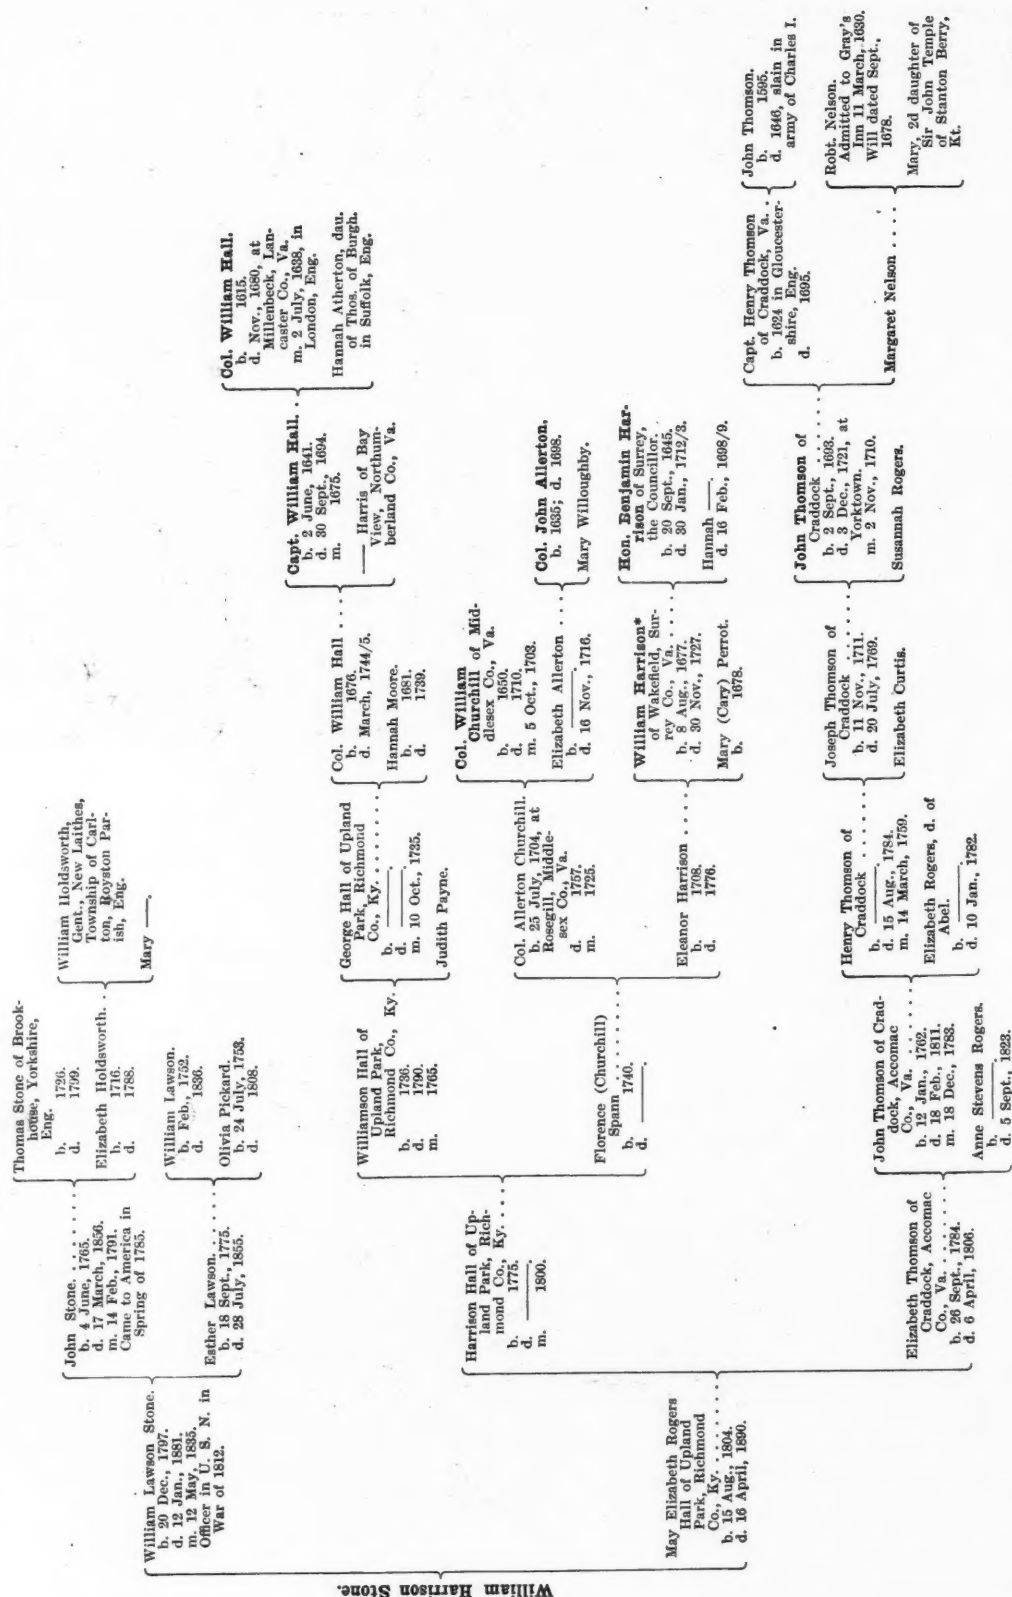 William Harrison Stone.
William Lawson Stone.
b. 20 Dec., 1797.
d. 12 Jan., 1881.
m. 12 May, 1835.
Officer in U. S. N. in
War of 1812.
May Elizabeth Rogers
Hall of Upland
Park, Richmond
Co., Ky. . . . . . . . .
b. 15 Aug., 1804.
d. 16 April, 1890.
John Stone. . . . . . . .
b. 4 June, 1765.
d. 17 March, 1856.
m. 14 Feb., 1791.
Came to America in
Spring of 1785.
Esther Lawson. . . . . .
b. 18 Sept., 1775.
d. 28 July, 1855.
Harrison Hall of Up-
land Park, Rich-
mond Co., Ky. . . . .
b. 1775.
d. ———.
m. 1800.
Elizabeth Thomson of
Craddock, Accomac
Co., Va. . . . . . . . .
b. 26 Sept., 1784.
d. 6 April, 1806.
Thomas Stone of Brook-
house, Yorkshire,
Eng.
b. 1726.
d. 1799.
Elizabeth Holdsworth. .
b. 1716.
d. 1788.
William Lawson.
b. Feb., 1752.
d. 1836.
Olivia Pickard.
b. 24 July, 1753.
d. 1808.
Williamson Hall of
Upland Park,
Richmond Co., Ky.
b. 1736.
d. 1790.
m. 1765.
Florence (Churchill)
Spann . . . . . . . .
b. 1740.
d. ———.
John Thomson of Crad-
dock, Accomac
Co., Va. . . . . . . .
b. 12 Jan., 1762.
d. 18 Feb., 1811.
m. 18 Dec., 1783.
Anne Stevens Rogers.
b. ———.
d. 5 Sept., 1823.
William Holdsworth,
Gent., New Laithes,
Township of Carl-
ton, Royston Par-
ish, Eng.
Mary ———.
George Hall of Upland
Park, Richmond
Co., Ky. . . . . . . .
b. ———.
d. ———.
m. 10 Oct., 1735.
Judith Payne.
Col. Allerton Churchill.
b. 25 July, 1704, at
Rosegill, Middle-
sex Co., Va.
d. 1757.
m. 1725.
Eleanor Harrison . . . .
b. 1708.
d. 1776.
Henry Thomson of
Craddock . . . . . . .
b. ———.
d. 15 Aug., 1784.
m. 14 March, 1759.
Elizabeth Rogers, d. of
Abel.
b. ———.
d. 10 Jan., 1782.
Col. William Hall . . . .
b. 1676.
d. March, 1744/5.
Hannah Moore.
b. 1681.
d. 1739.
Col. William
Churchill of Mid-
dlesex Co., Va.
b. 1650.
d. 1710.
m. 5 Oct., 1703.
Elizabeth Allerton . . .
b. ———.
d. 16 Nov., 1716.
William Harrison*
of Wakefield, Sur-
rey Co., Va. . . . . .
b. 8 Aug., 1677.
d. 30 Nov., 1727.
Mary (Cary) Perrot.
b. 1678.
Joseph Thomson of
Craddock . . . . . . .
b. 11 Nov., 1711.
d. 20 July, 1769.
Elizabeth Curtis.
Capt. William Hall. . .
b. 2 June, 1641.
d. 30 Sept., 1694.
m. 1675.
——— Harris of Bay
View, Northum-
berland Co., Va.
Col. John Allerton.
b. 1635; d. 1698.
Mary Willoughby.
Hon. Benjamin Har-
rison of Surrey,
the Councillor.
b. 20 Sept., 1645.
d. 30 Jan., 1712/3.
Hannah ———.
d. 16 Feb., 1698/9.
John Thomson of
Craddock . . . . . . .
b. 2 Sept., 1693.
d. 3 Dec., 1721, at
Yorktown.
m. 2 Nov., 1710.
Susannah Rogers.
Col. William Hall.
b. 1615.
d. Nov., 1680, at
Millenbeck, Lan-
caster Co., Va.
m. 2 July, 1638, in
London, Eng.
Hannah Atherton, dau.
of Thos. of Burgh.
in Suffolk, Eng.
Capt. Henry Thomson
of Craddock, Va. . .
b. 1624 in Gloucester-
shire, Eng.
d. 1695.
Margaret Nelson . . . .
John Thomson.
b. 1595.
d. 1646, slain in
army of Charles I.
Robt. Nelson.
Admitted to Gray's
Inn 11 March, 1630.
Will dated Sept.,
1678.
Mary, 2d daughter of
Sir John Temple
of Stanton Berry,
Kt.